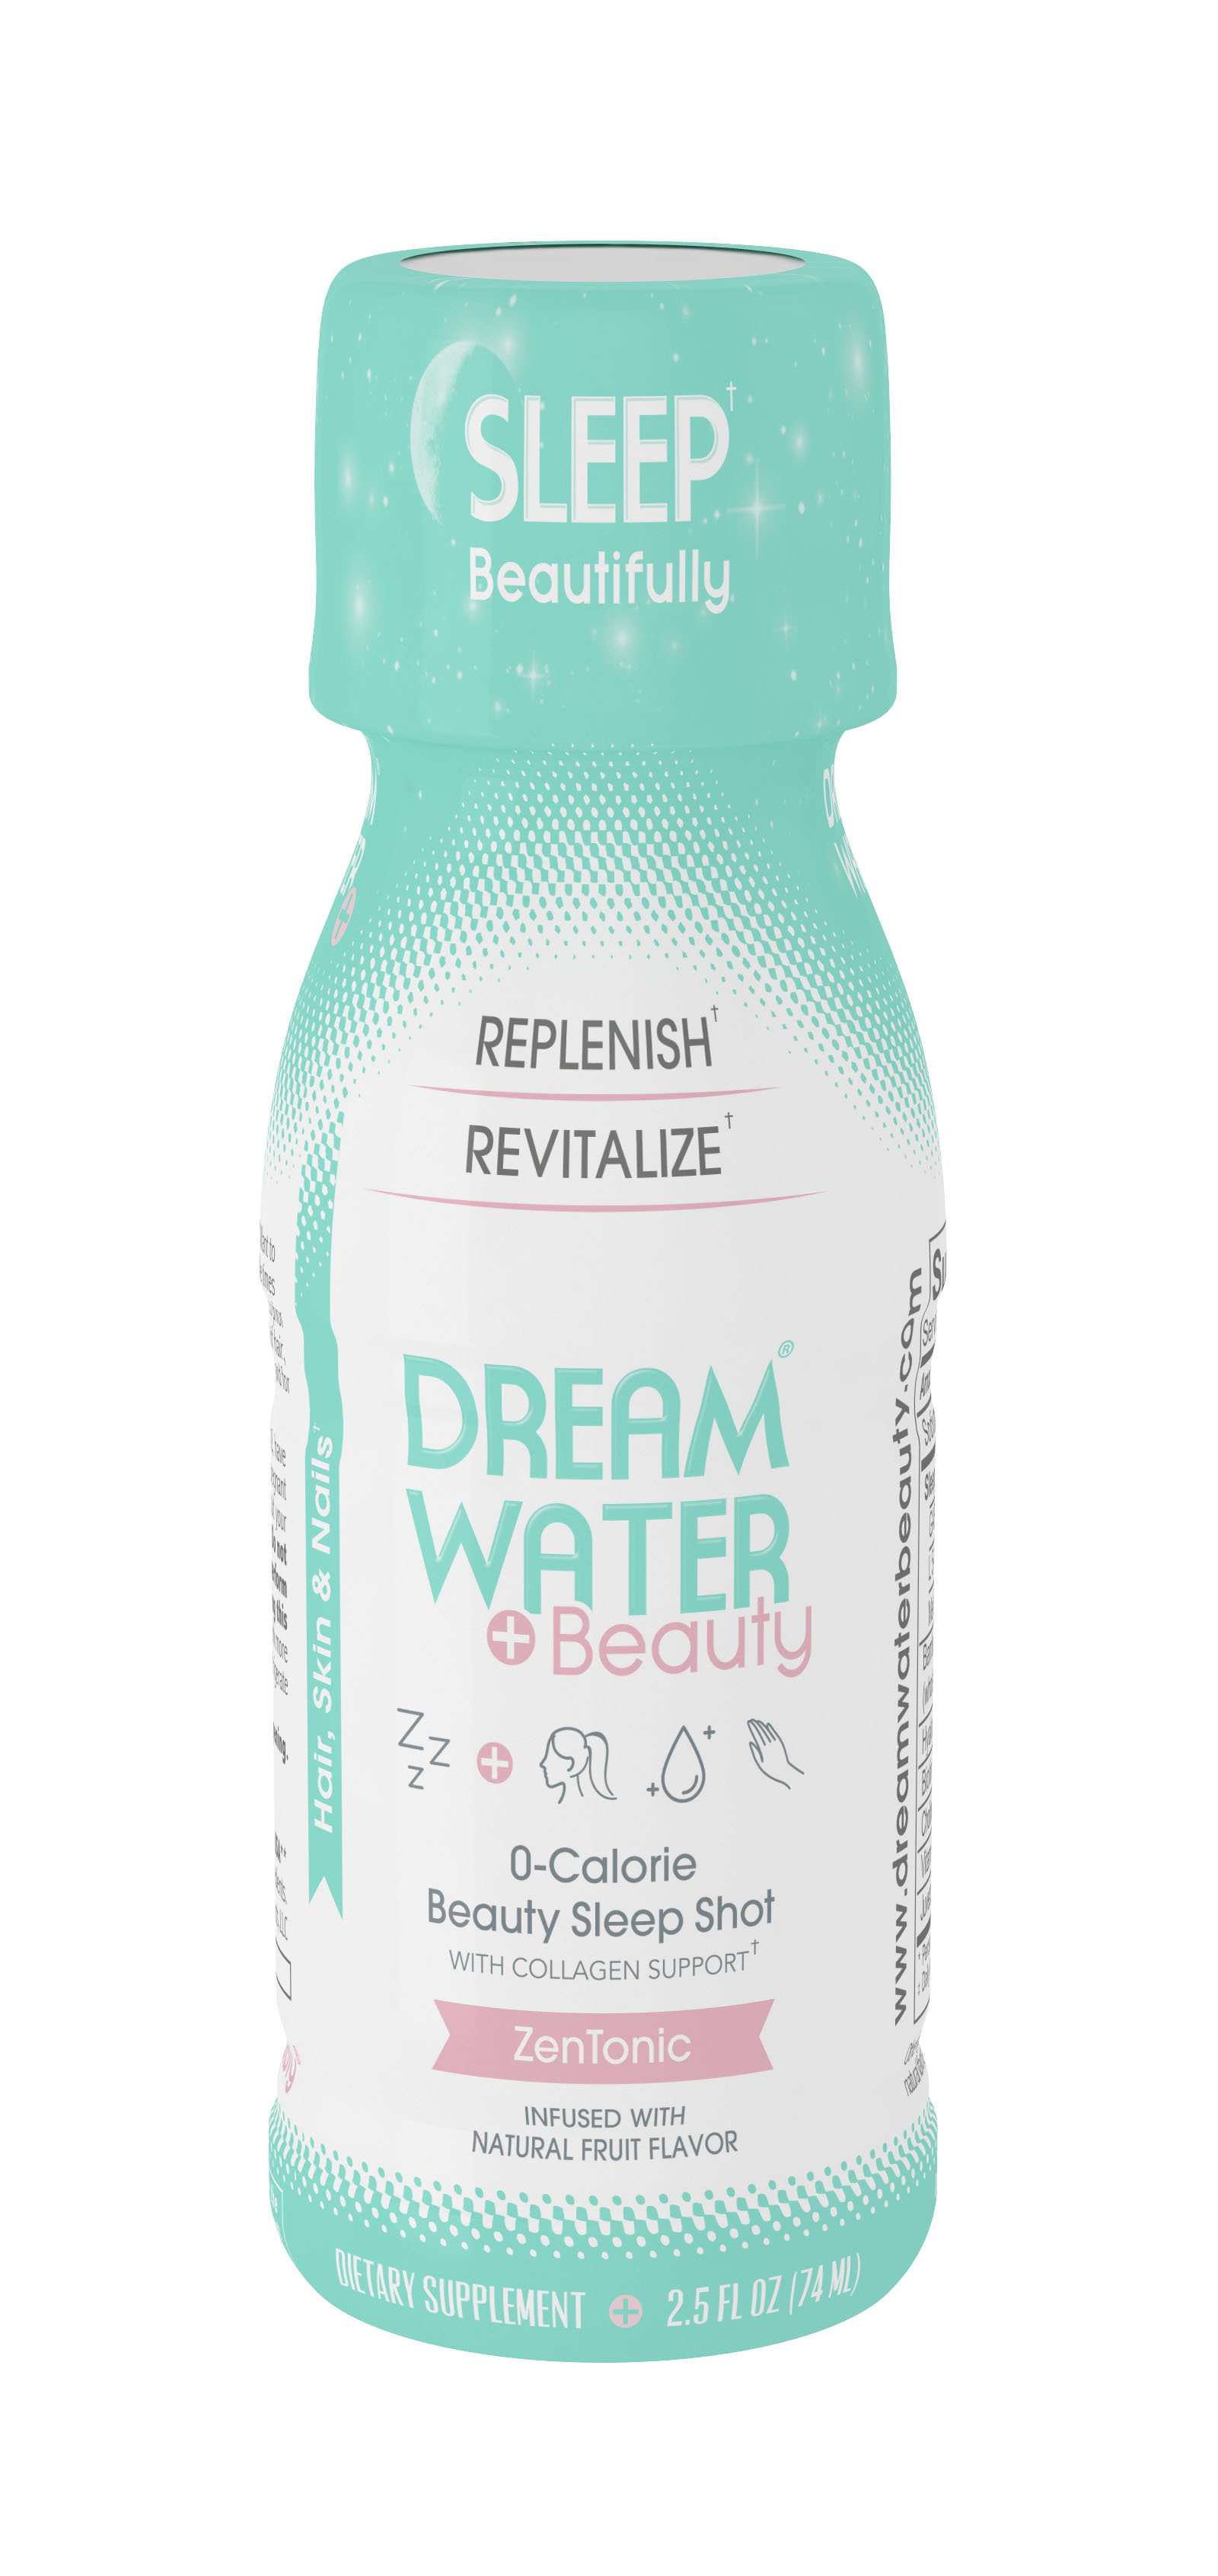 SLEEP†
Beautifully
REPLENISH†
REVITALIZE†
DREAM®
WATER
+Beauty
Z Z z
0-Calorie
Beauty Sleep Shot
WITH COLLAGEN SUPPORT†
ZenTonic
INFUSED WITH
NATURAL FRUIT FLAVOR
DIETARY SUPPLEMENT + 2.5 FL OZ (74 ML)
Hair, Skin & Nails†
www.dreamwaterbeauty.com